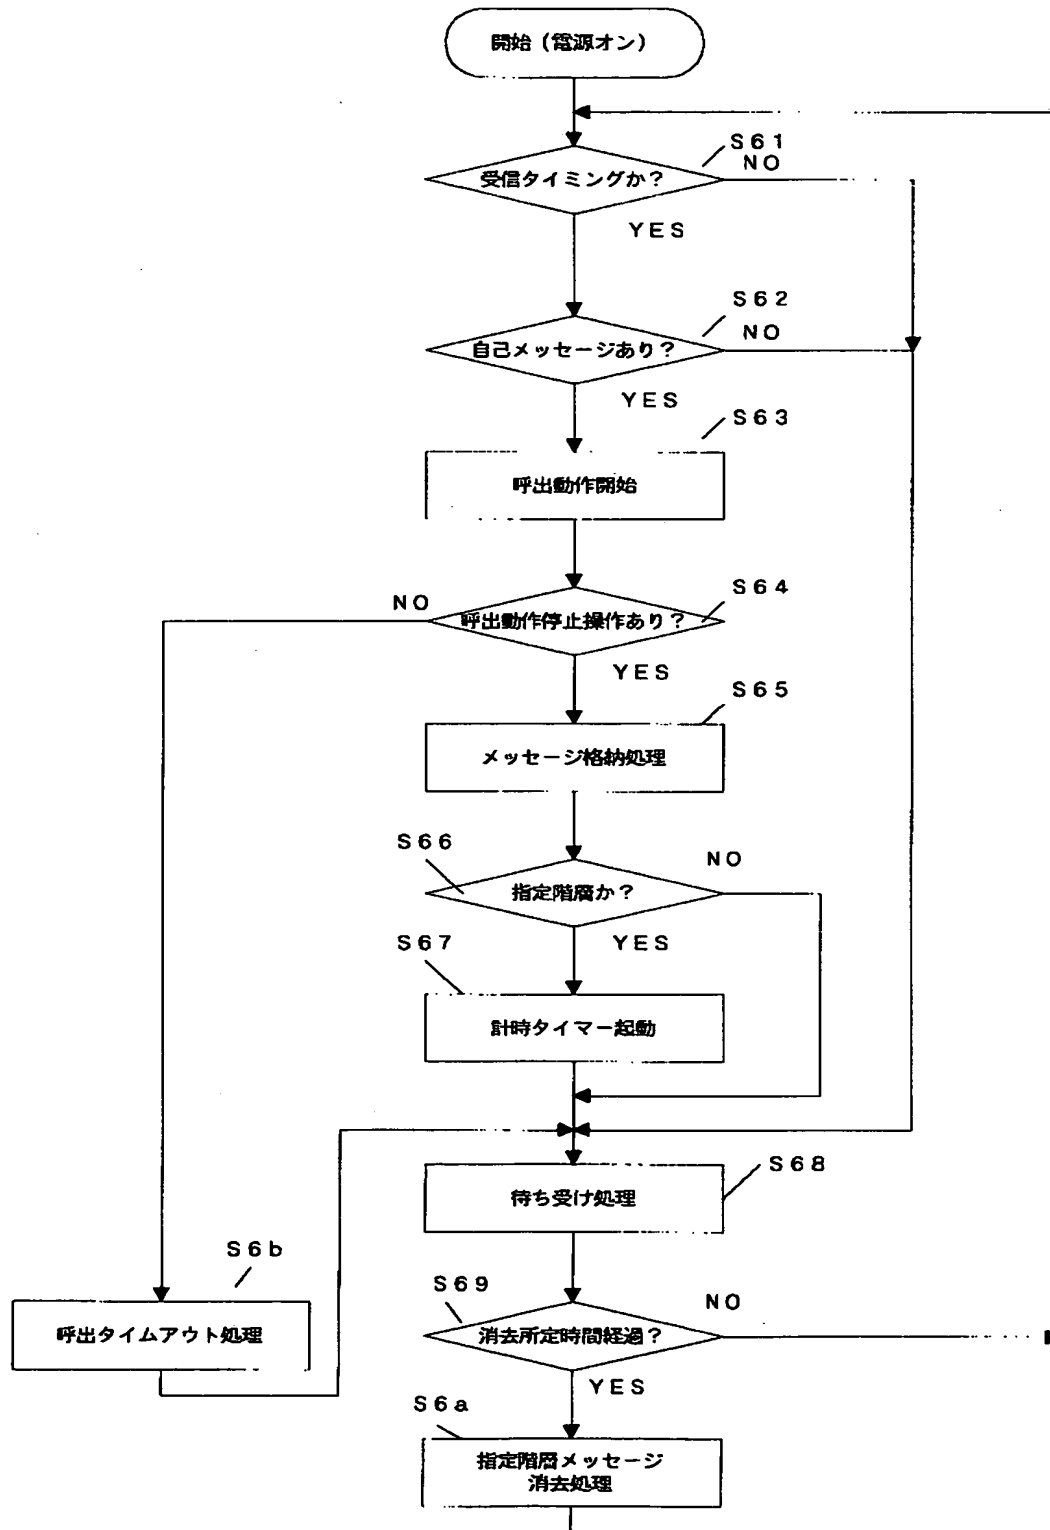 開始（電源オン）
S61
受信タイミングか？
NO
YES
S62
自己メッセージあり？
NO
YES
S63
呼出動作開始
S64
NO
呼出動作停止操作あり？
YES
S65
メッセージ格納処理
S66
NO
指定階層か？
YES
S67
計時タイマー起動
S68
待ち受け処理
S6b
呼出タイムアウト処理
S69
NO
消去所定時間経過？
YES
S6a
指定階層メッセージ
消去処理